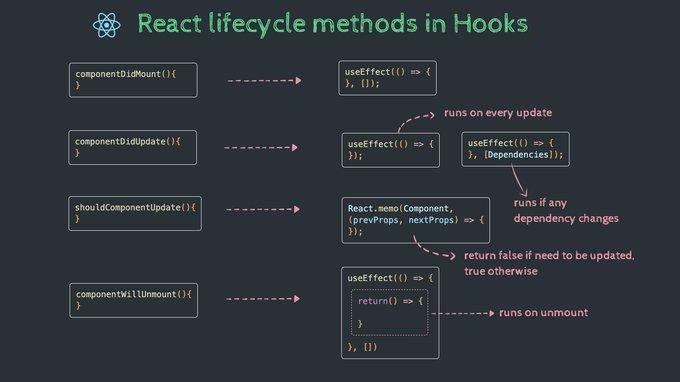 React lifecycle methods in Hooks
componentDidMount(){
}
useEffect(() => {
}, []);
runs on every update
componentDidUpdate(){
}
useEffect(() => {
});
useEffect(() => {
}, [Dependencies]);
runs if any
dependency changes
shouldComponentUpdate(){
}
React.memo(Component,
(prevProps, nextProps) => {
});
return false if need to be updated,
true otherwise
componentWillUnmount(){
}
useEffect(() => {
return() => {
}
}, [])
runs on unmount